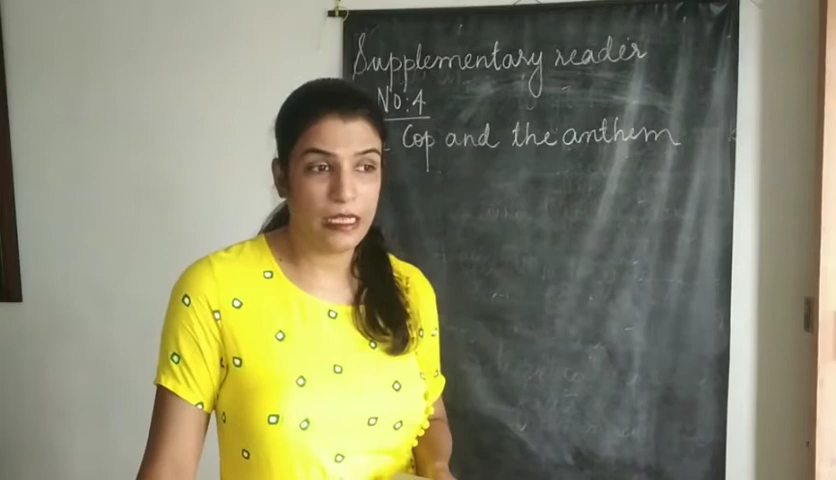 Supplementary reader
No:4
Cop and the anthem